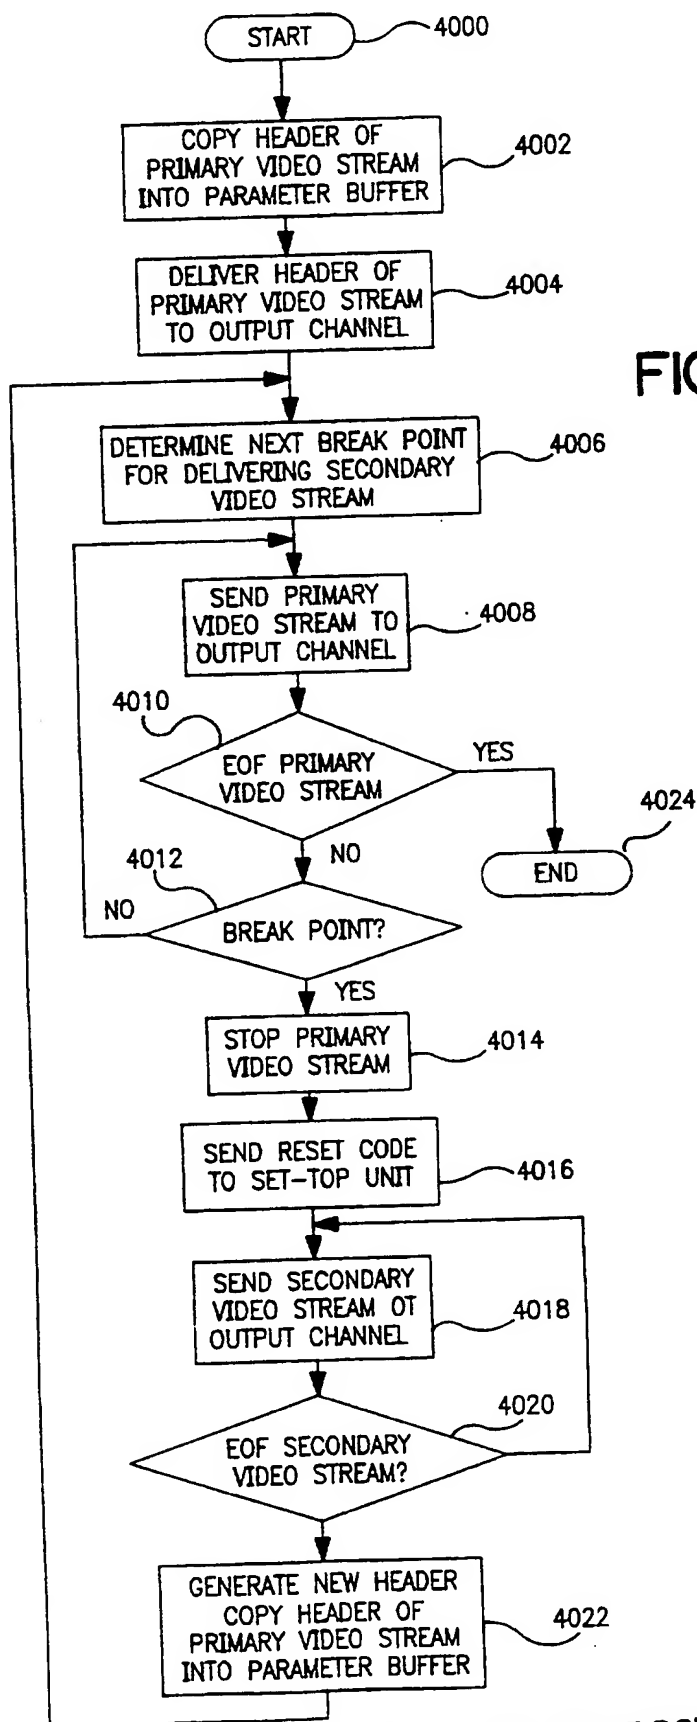 START
4000
COPY HEADER OF
PRIMARY VIDEO STREAM
INTO PARAMETER BUFFER
4002
DELIVER HEADER OF
PRIMARY VIDEO STREAM
TO OUTPUT CHANNEL
4004
FIG
DETERMINE NEXT BREAK POINT
FOR DELIVERING SECONDARY
VIDEO STREAM
4006
SEND PRIMARY
VIDEO STREAM TO
OUTPUT CHANNEL
4008
4010
EOF PRIMARY
VIDEO STREAM
YES
4024
END
NO
4012
NO
BREAK POINT?
YES
STOP PRIMARY
VIDEO STREAM
4014
SEND RESET CODE
TO SET-TOP UNIT
4016
SEND SECONDARY
VIDEO STREAM OT
OUTPUT CHANNEL
4018
4020
EOF SECONDARY
VIDEO STREAM?
GENERATE NEW HEADER
COPY HEADER OF
PRIMARY VIDEO STREAM
INTO PARAMETER BUFFER
4022